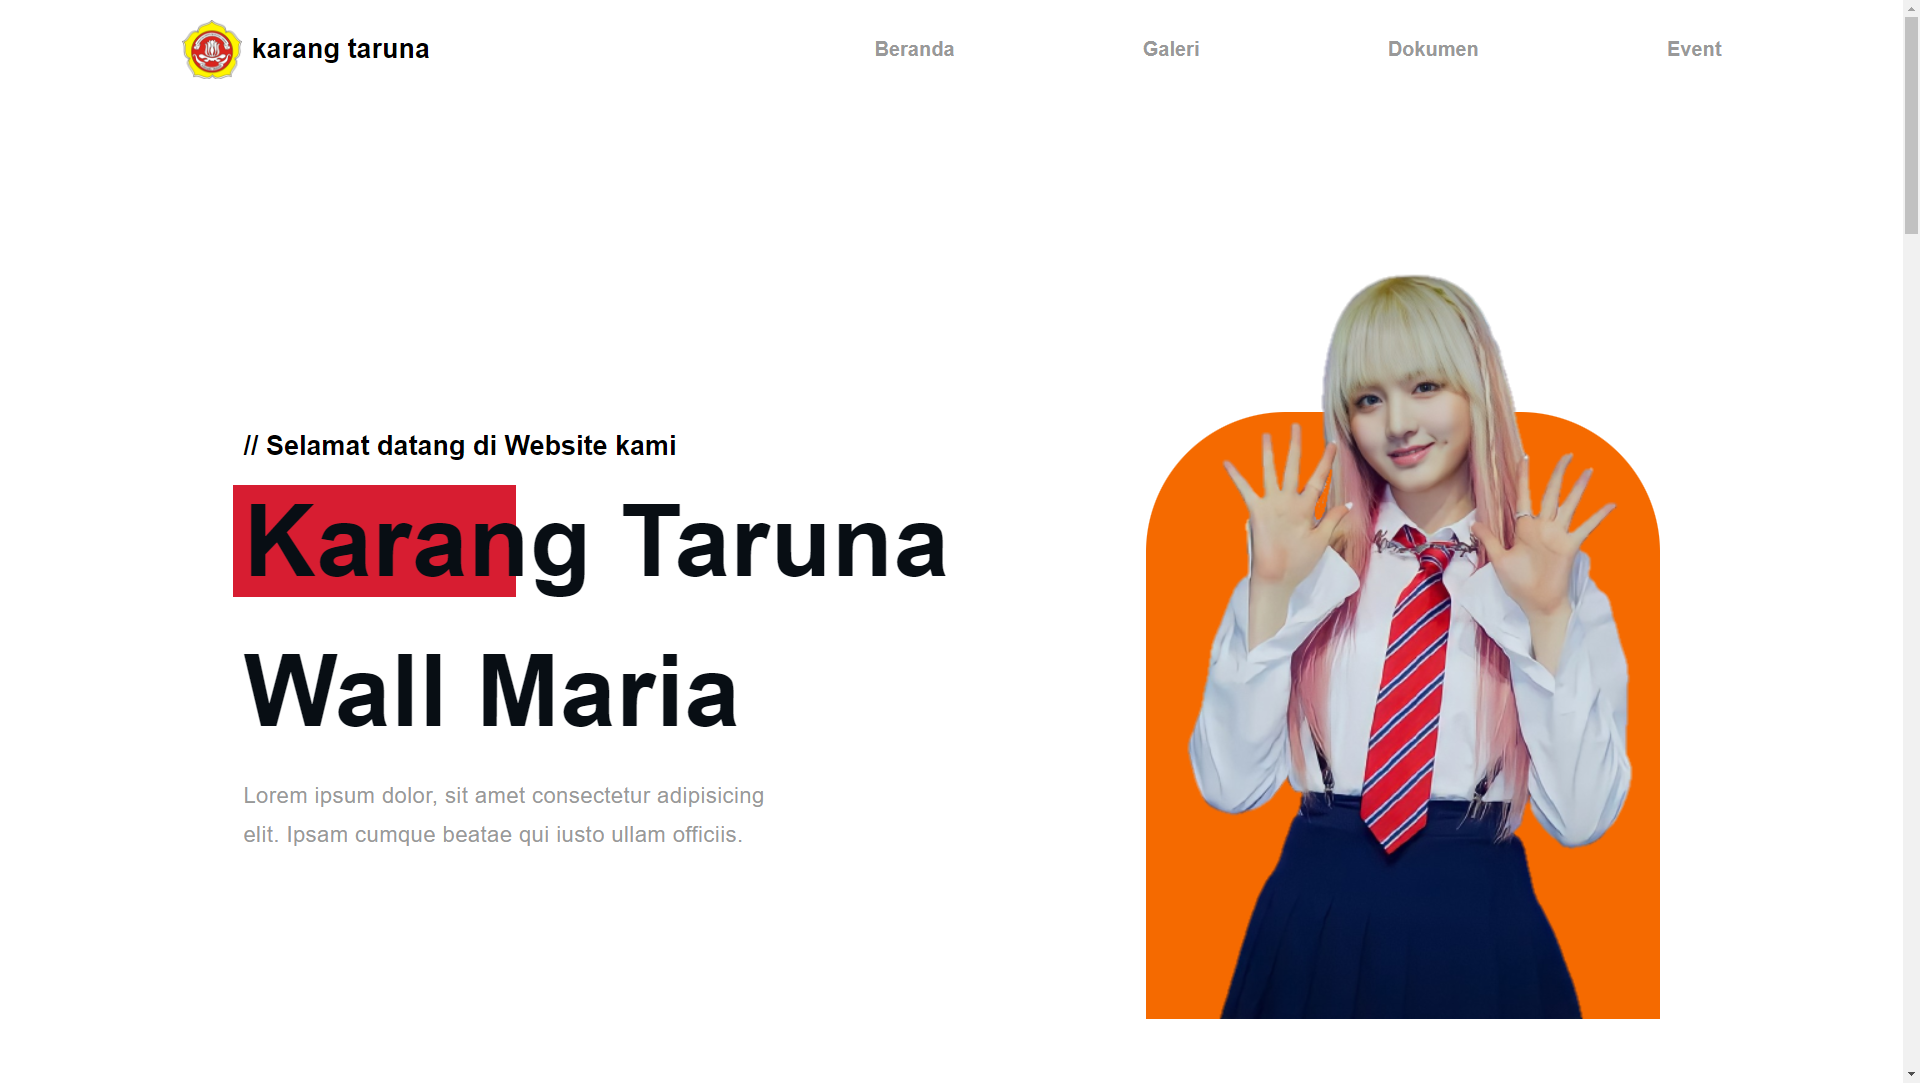 karang taruna
Beranda
Galeri
Dokumen
Event
// Selamat datang di Website kami
Karang Taruna
Wall Maria
Lorem ipsum dolor, sit amet consectetur adipisicing
elit. Ipsam cumque beatae qui iusto ullam officiis.